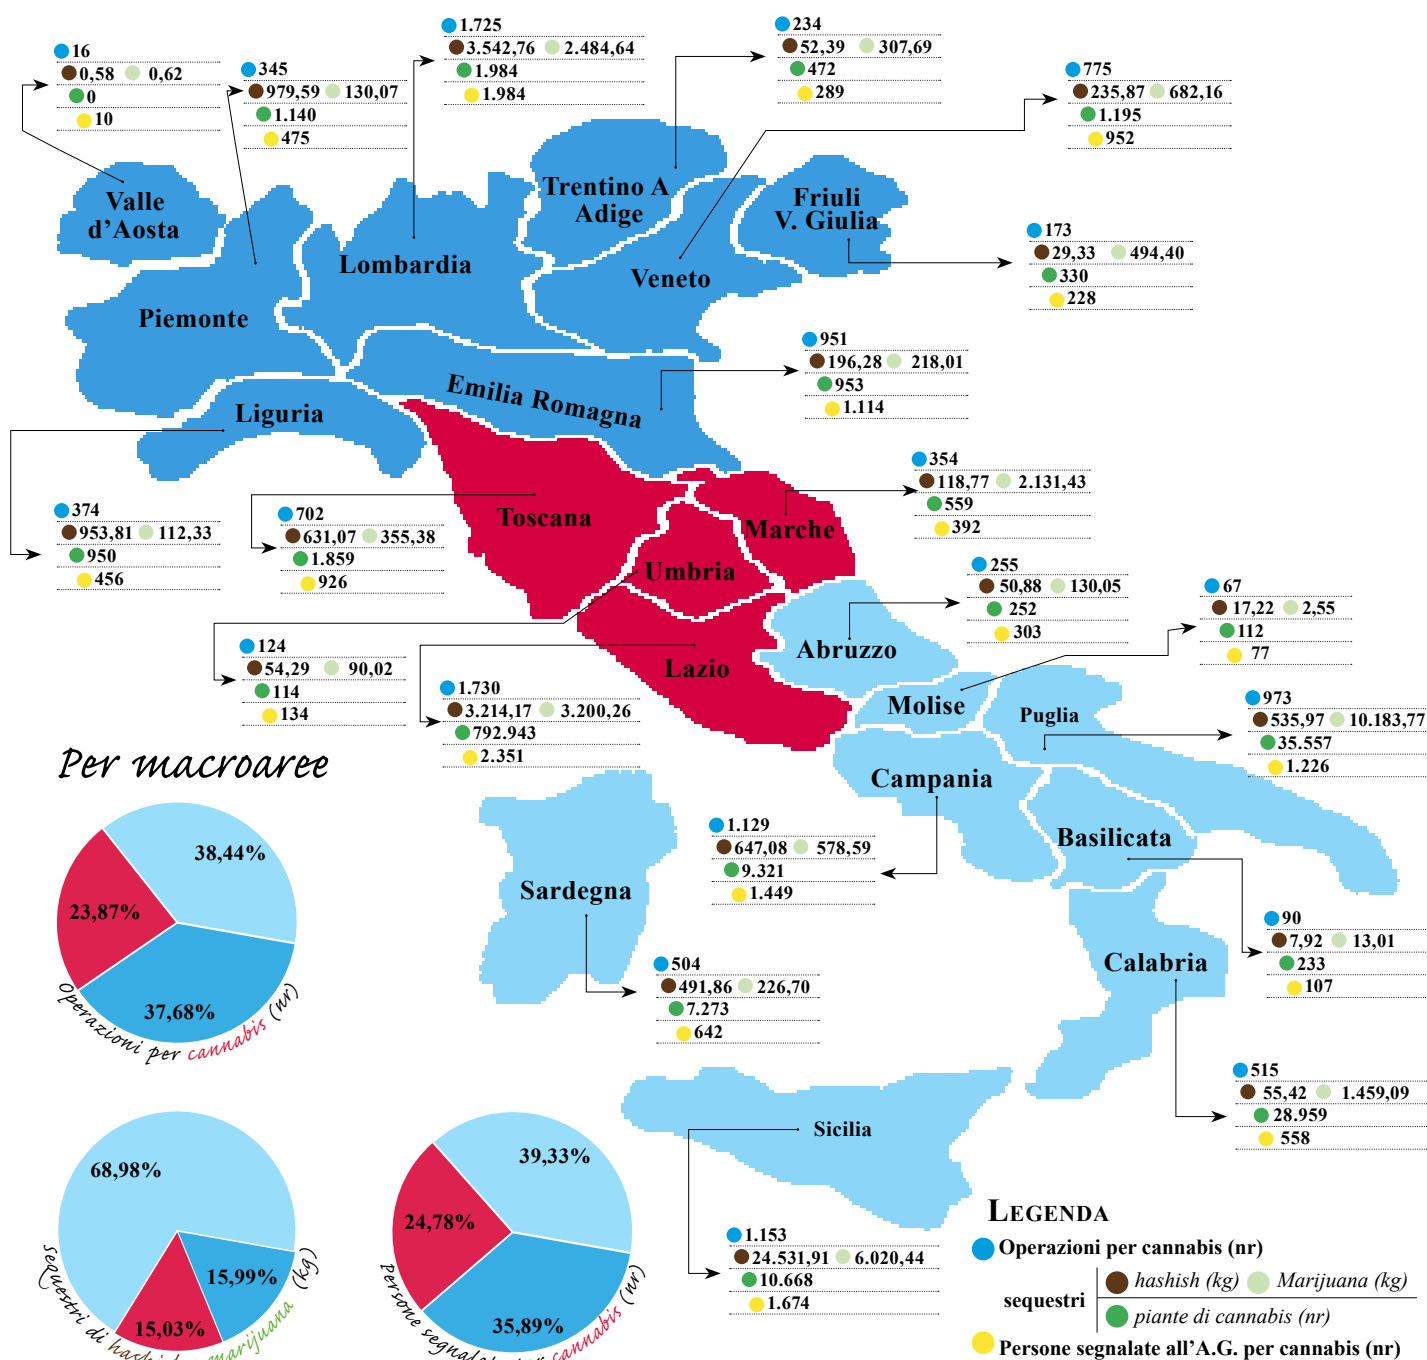 16
0,58 0,62
0
10
345
979,59 130,07
1.140
475
1.725
3.542,76 2.484,64
1.984
1.984
234
52,39 307,69
472
289
775
235,87 682,16
1.195
952
Valle
d'Aosta
Piemonte
Lombardia
Trentino A
Adige
Veneto
Friuli
V. Giulia
173
29,33 494,40
330
228
Emilia Romagna
951
196,28 218,01
953
1.114
Liguria
374
953,81 112,33
950
456
Toscana
702
631,07 355,38
1.859
926
Marche
354
118,77 2.131,43
559
392
Umbria
124
54,29 90,02
114
134
Lazio
1.730
3.214,17 3.200,26
792.943
2.351
Abruzzo
255
50,88 130,05
252
303
Molise
67
17,22 2,55
112
77
Puglia
973
535,97 10.183,77
35.557
1.226
Campania
1.129
647,08 578,59
9.321
1.449
Basilicata
90
7,92 13,01
233
107
Sardegna
504
491,86 226,70
7.273
642
Calabria
515
55,42 1.459,09
28.959
558
Sicilia
1.153
24.531,91 6.020,44
10.668
1.674
Per macroaree
38,44%
23,87%
37,68%
Operazioni per cannabis (nr)
68,98%
15,99%
15,03%
sequestri di marijuana (kg)
39,33%
24,78%
35,89%
persone cannabis (nr)
LEGENDA
Operazioni per cannabis (nr)
sequestri
hashish (kg) Marijuana (kg)
piante di cannabis (nr)
Persone segnalate all'A.G. per cannabis (nr)